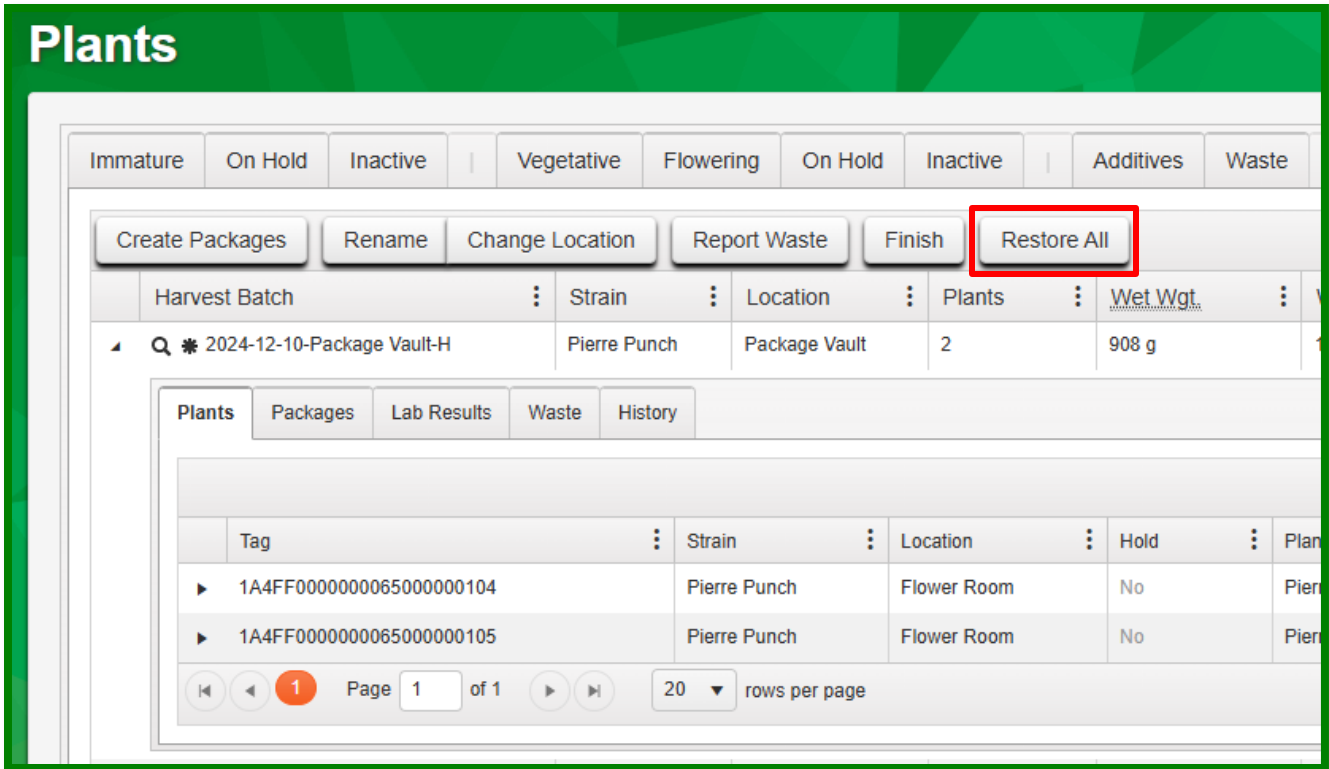 Plants
Immature On Hold Inactive | Vegetative Flowering On Hold Inactive | Additives Waste
Create Packages Rename Change Location Report Waste Finish Restore All
Harvest Batch Strain Location Plants Wet Wgt.
2024-12-10-Package Vault-H Pierre Punch Package Vault 2 908 g
Plants Packages Lab Results Waste History
Tag Strain Location Hold Plan
1A4FF0000000065000000104 Pierre Punch Flower Room No Pier
1A4FF0000000065000000105 Pierre Punch Flower Room No Pier
1 Page 1 of 1 20 rows per page